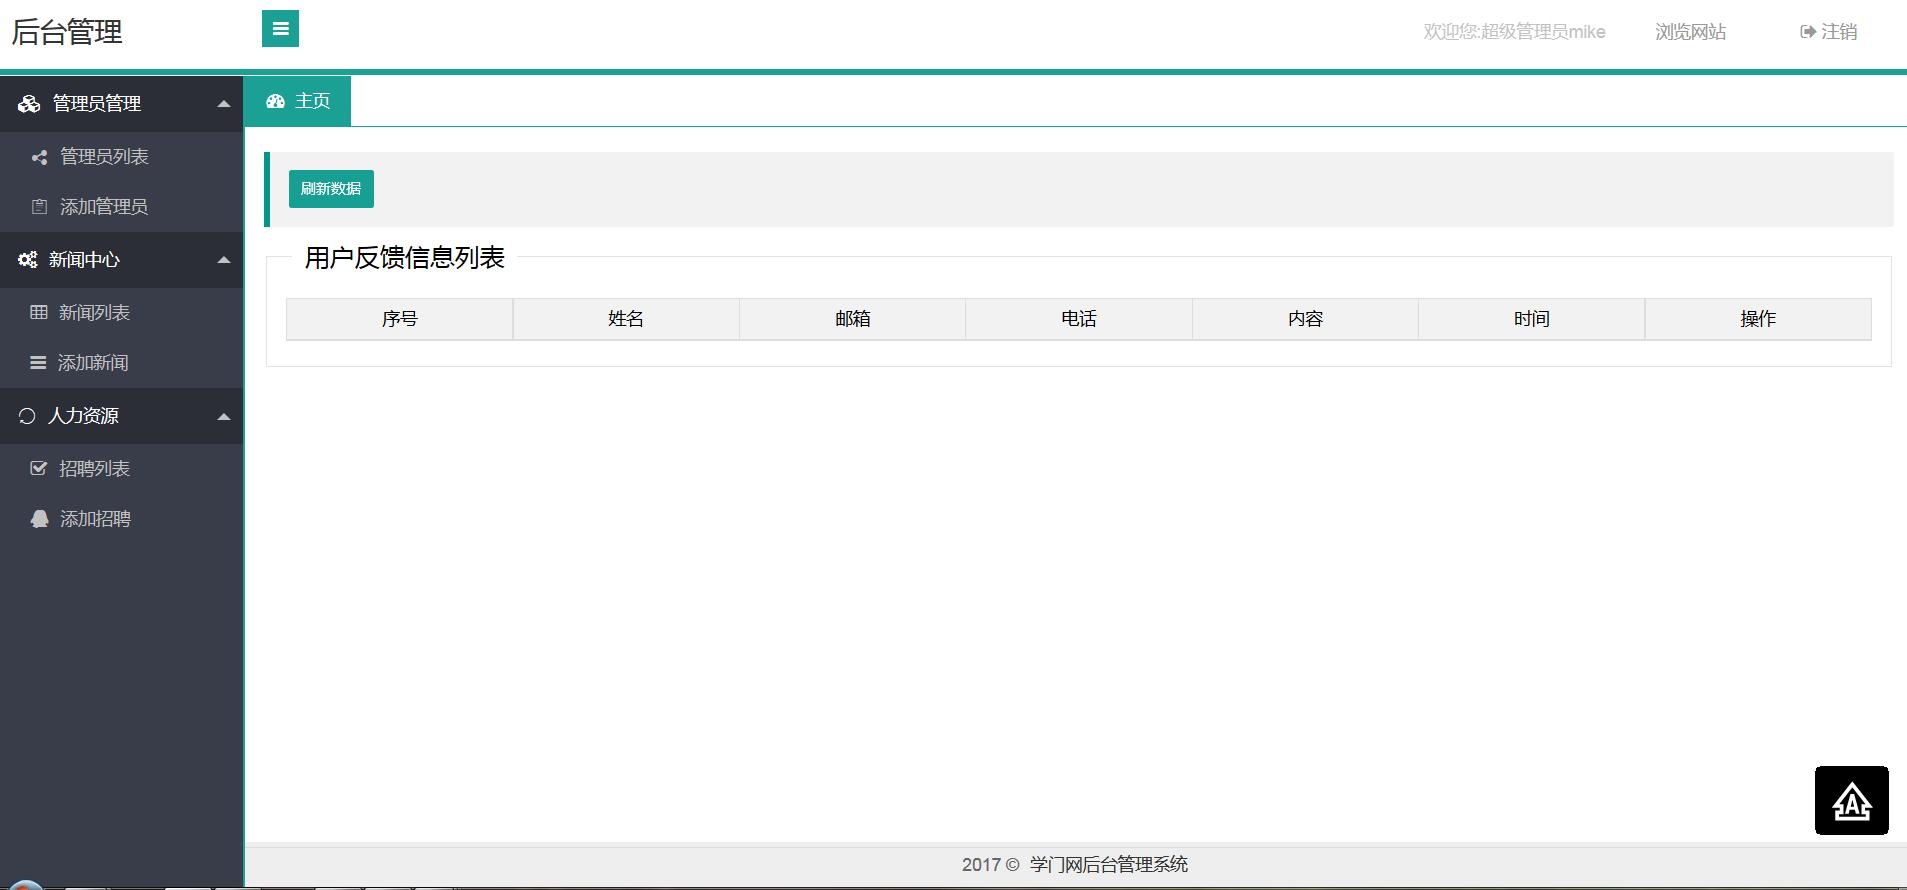 后台管理
欢迎您:超级管理员mike 浏览网站 注销
管理员管理
管理员列表
添加管理员
新闻中心
新闻列表
添加新闻
人力资源
招聘列表
添加招聘
主页
刷新数据
用户反馈信息列表
序号 姓名 邮箱 电话 内容 时间 操作
A
2017 © 学门网后台管理系统